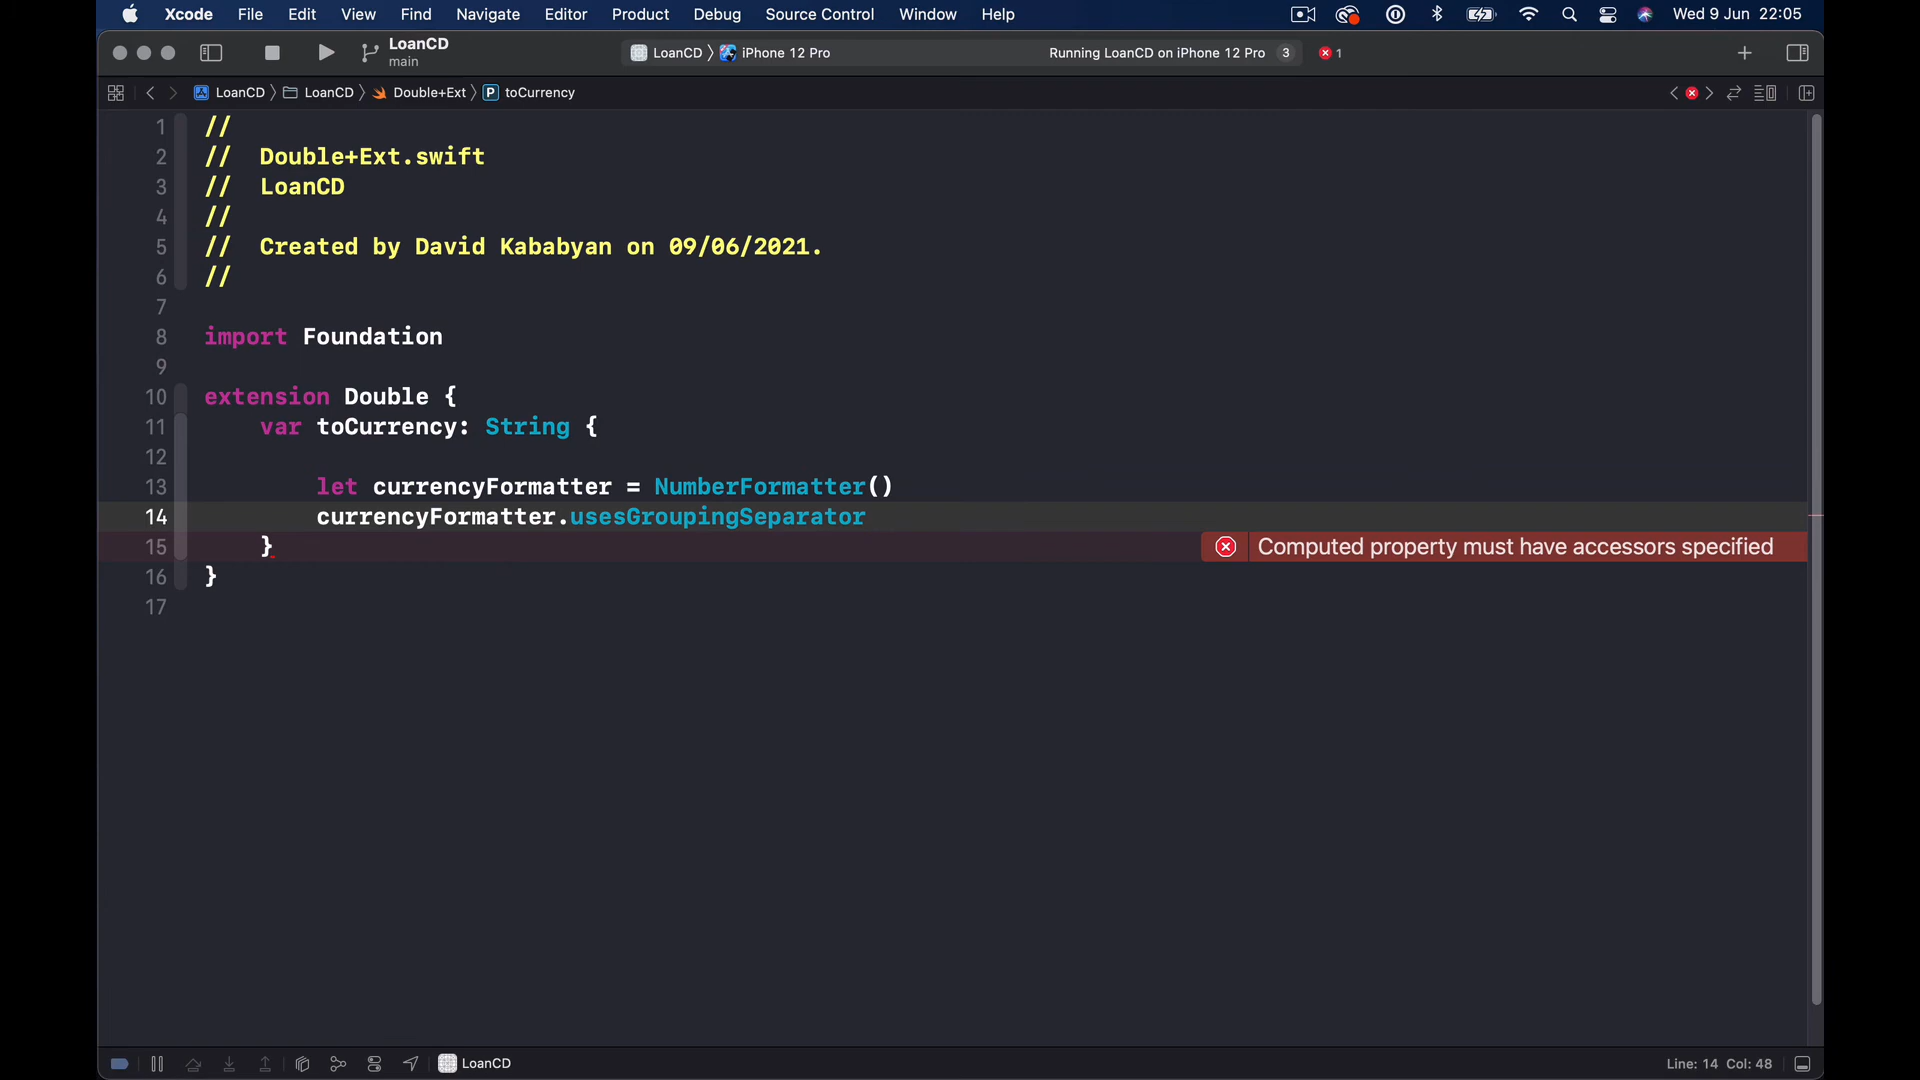 Xcode File Edit View Find Navigate Editor Product Debug Source Control Window Help Wed 9 Jun 22:05
LoanCD
main
LoanCD 〉 iPhone 12 Pro Running LoanCD on iPhone 12 Pro 3 1
LoanCD 〉 LoanCD 〉 Double+Ext 〉 P toCurrency
1 //
2 //  Double+Ext.swift
3 //  LoanCD
4 //
5 //  Created by David Kababyan on 09/06/2021.
6 //
7
8 import Foundation
9
10 extension Double {
11     var toCurrency: String {
12
13         let currencyFormatter = NumberFormatter()
14         currencyFormatter.usesGroupingSeparator
15     } Computed property must have accessors specified
16 }
17
LoanCD Line: 14 Col: 48